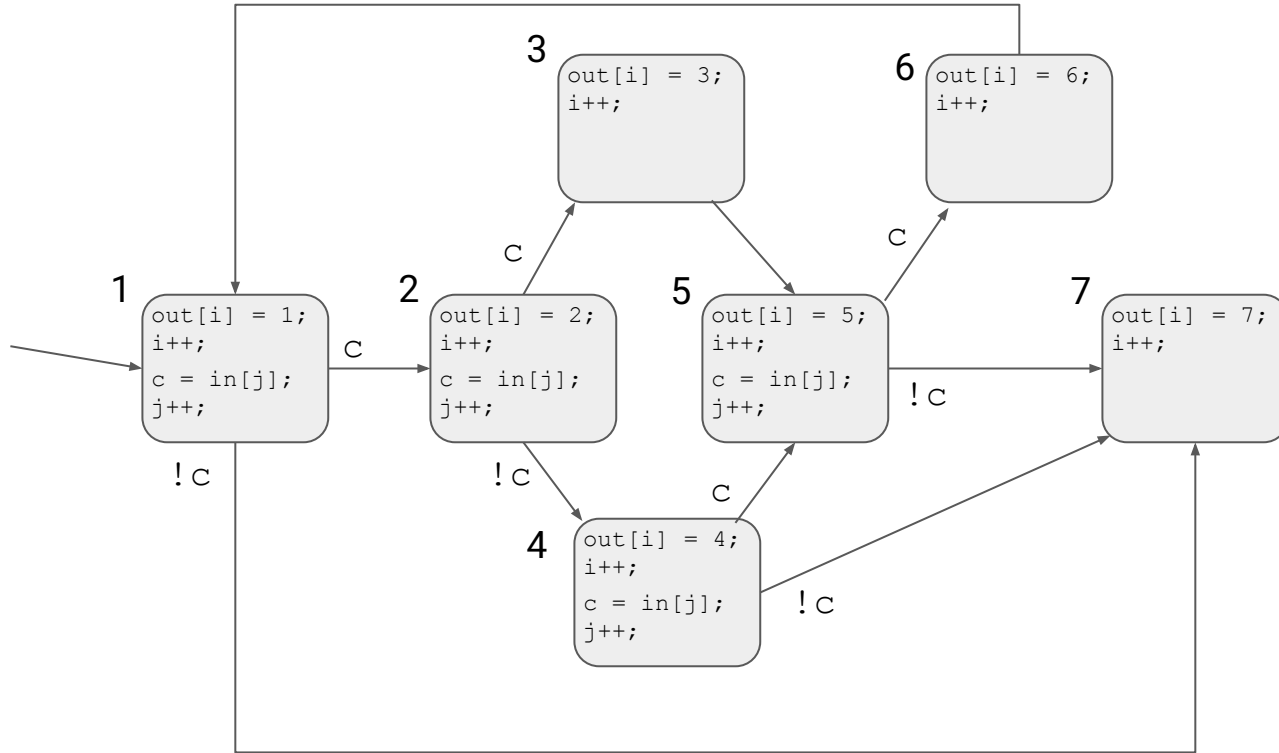 3
out[i] = 3;
i++;
6
out[i] = 6;
i++;
1
out[i] = 1;
i++;
c = in[j];
j++;
c
!c
2
out[i] = 2;
i++;
c = in[j];
j++;
c
!c
4
out[i] = 4;
i++;
c = in[j];
j++;
c
!c
5
out[i] = 5;
i++;
c = in[j];
j++;
c
!c
7
out[i] = 7;
i++;